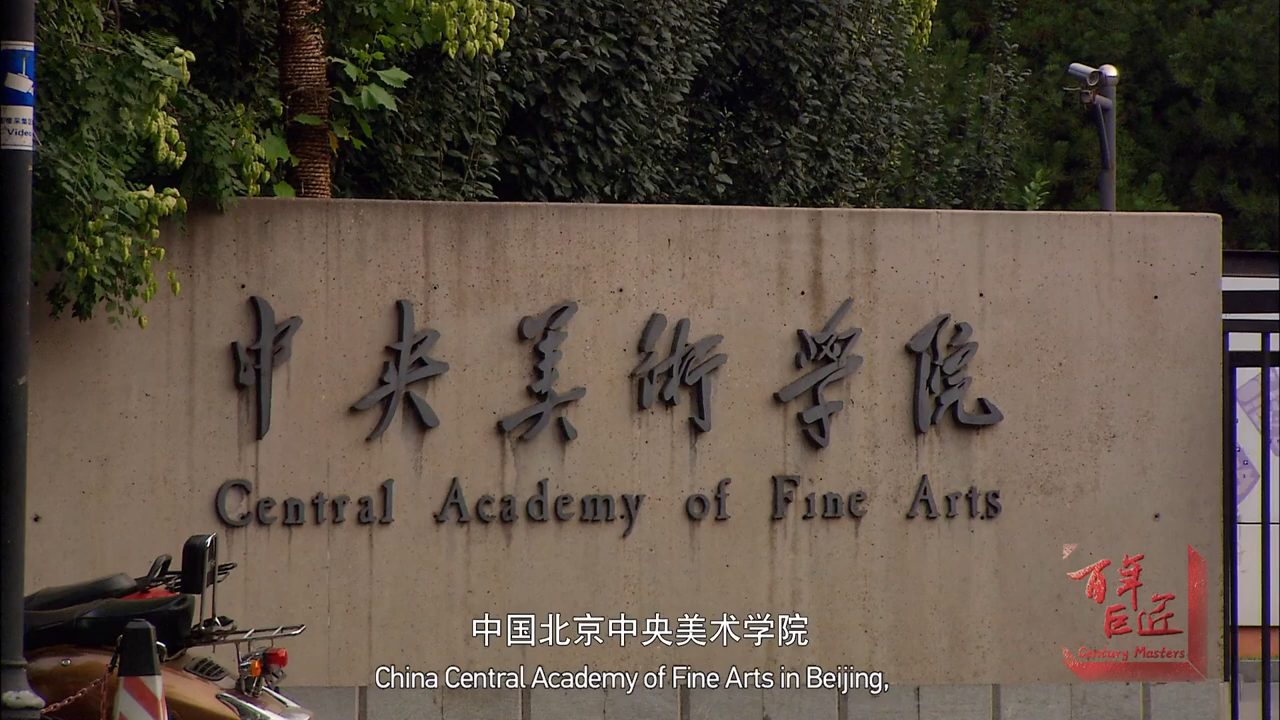 中央美術学院
Central Academy of Fine Arts
中国北京中央美术学院
China Central Academy of Fine Arts in Beijing,
百年
巨匠
Century Masters
Video